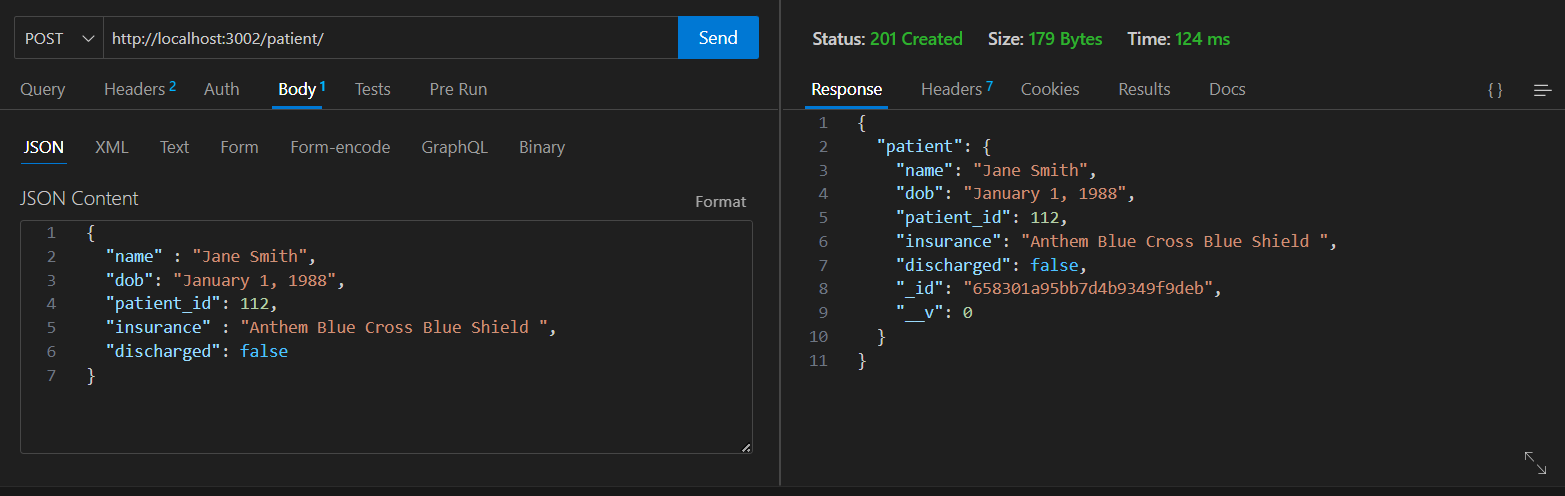 POST http://localhost:3002/patient/ Send
Query Headers 2 Auth Body 1 Tests Pre Run
JSON XML Text Form Form-encode GraphQL Binary
JSON Content Format
1 {
2 "name" : "Jane Smith",
3 "dob": "January 1, 1988",
4 "patient_id": 112,
5 "insurance" : "Anthem Blue Cross Blue Shield ",
6 "discharged": false
7 }
Status: 201 Created Size: 179 Bytes Time: 124 ms
Response Headers 7 Cookies Results Docs {}
1 {
2 "patient": {
3 "name": "Jane Smith",
4 "dob": "January 1, 1988",
5 "patient_id": 112,
6 "insurance": "Anthem Blue Cross Blue Shield ",
7 "discharged": false,
8 "_id": "658301a95bb7d4b9349f9deb",
9 "__v": 0
10 }
11 }